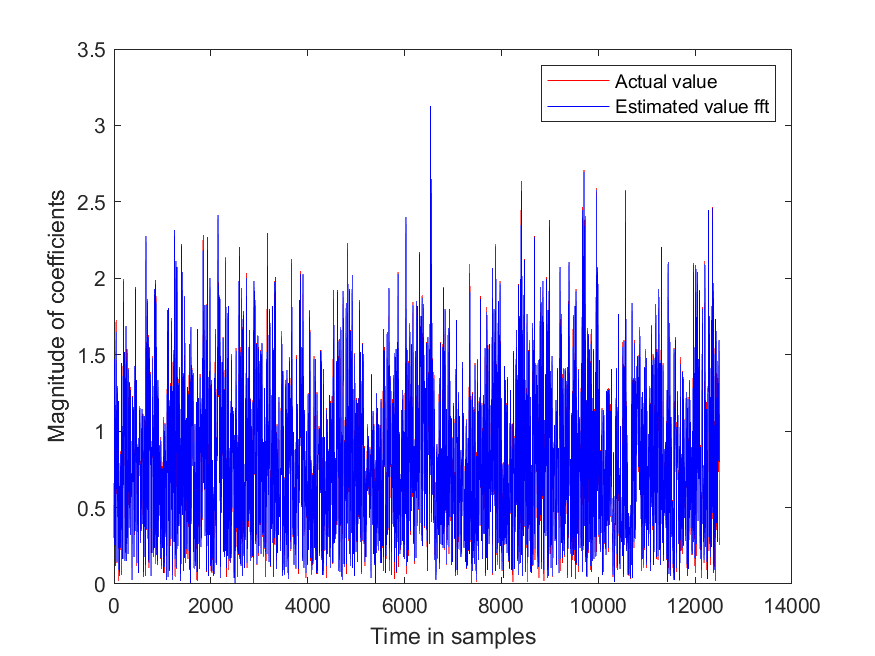 3.5
3
2.5
2
1.5
1
0.5
0
Magnitude of coefficients
Actual value
Estimated value fft
0 2000 4000 6000 8000 10000 12000 14000
Time in samples